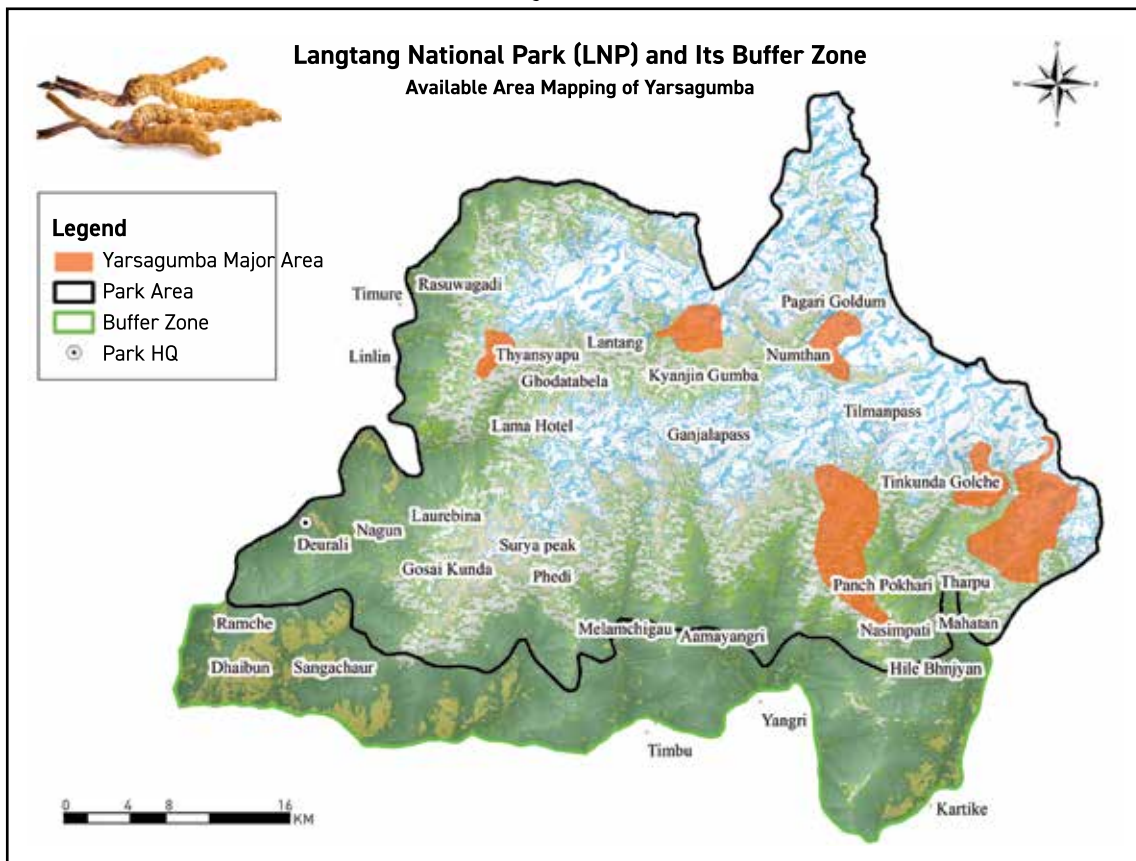 Langtang National Park (LNP) and Its Buffer Zone
Available Area Mapping of Yarsagumba
N
W
E
S
Legend
Yarsagumba Major Area
Park Area
Buffer Zone
Park HQ
Rasuwagadi
Timure
Pagari Goldum
Linlin
Thyansyapu
Lantang
Numthan
Ghodatabela
Kyanjin Gumba
Lama Hotel
Ganjalapass
Tilmanpass
Tinkunda Golche
Laurebina
Nagun
Deurali
Surya peak
Gosai Kunda
Phedi
Panch Pokhari
Tharpu
Ramche
Melamchigau
Aamayangri
Nasimpati
Mahatan
Dhaibun
Sangachaur
Hile Bhnjyan
Yangri
Timbu
Kartike
0 4 8 16
KM